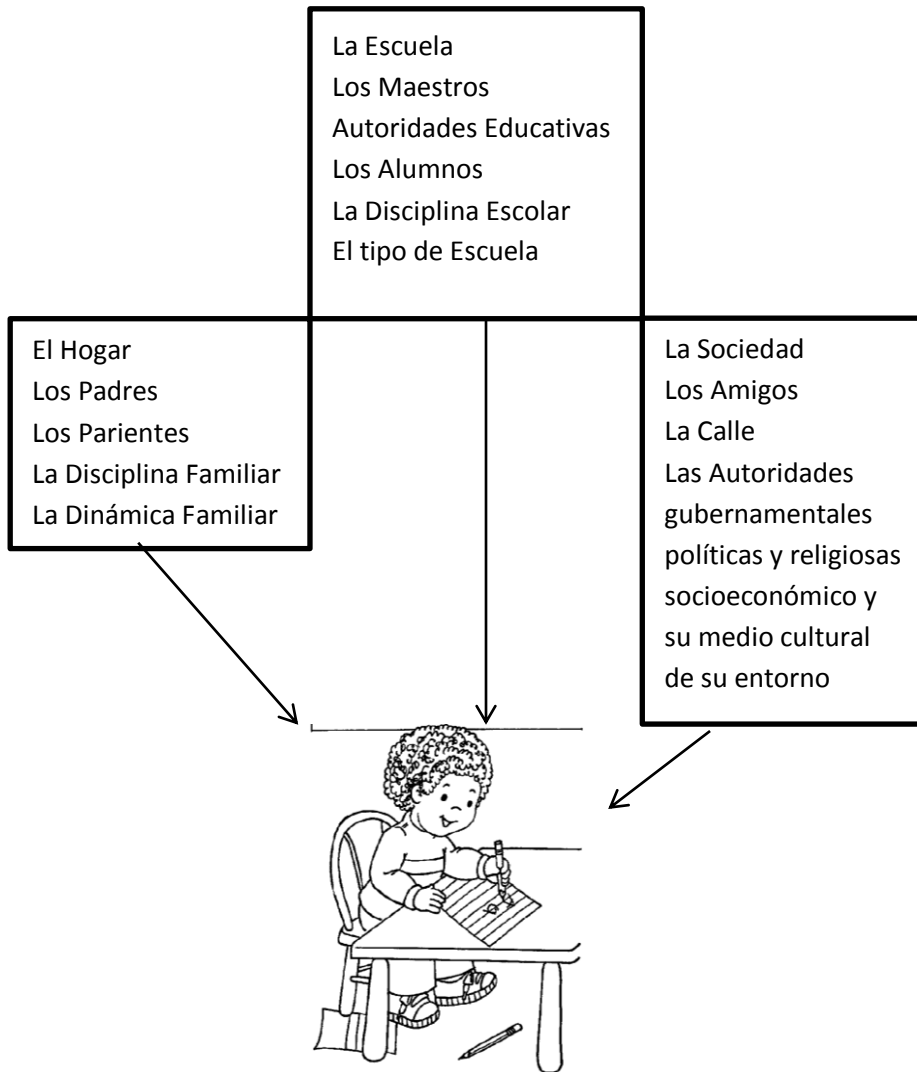 La Escuela
Los Maestros
Autoridades Educativas
Los Alumnos
La Disciplina Escolar
El tipo de Escuela
El Hogar
Los Padres
Los Parientes
La Disciplina Familiar
La Dinámica Familiar
La Sociedad
Los Amigos
La Calle
Las Autoridades
gubernamentales
políticas y religiosas
socioeconómico y
su medio cultural
de su entorno